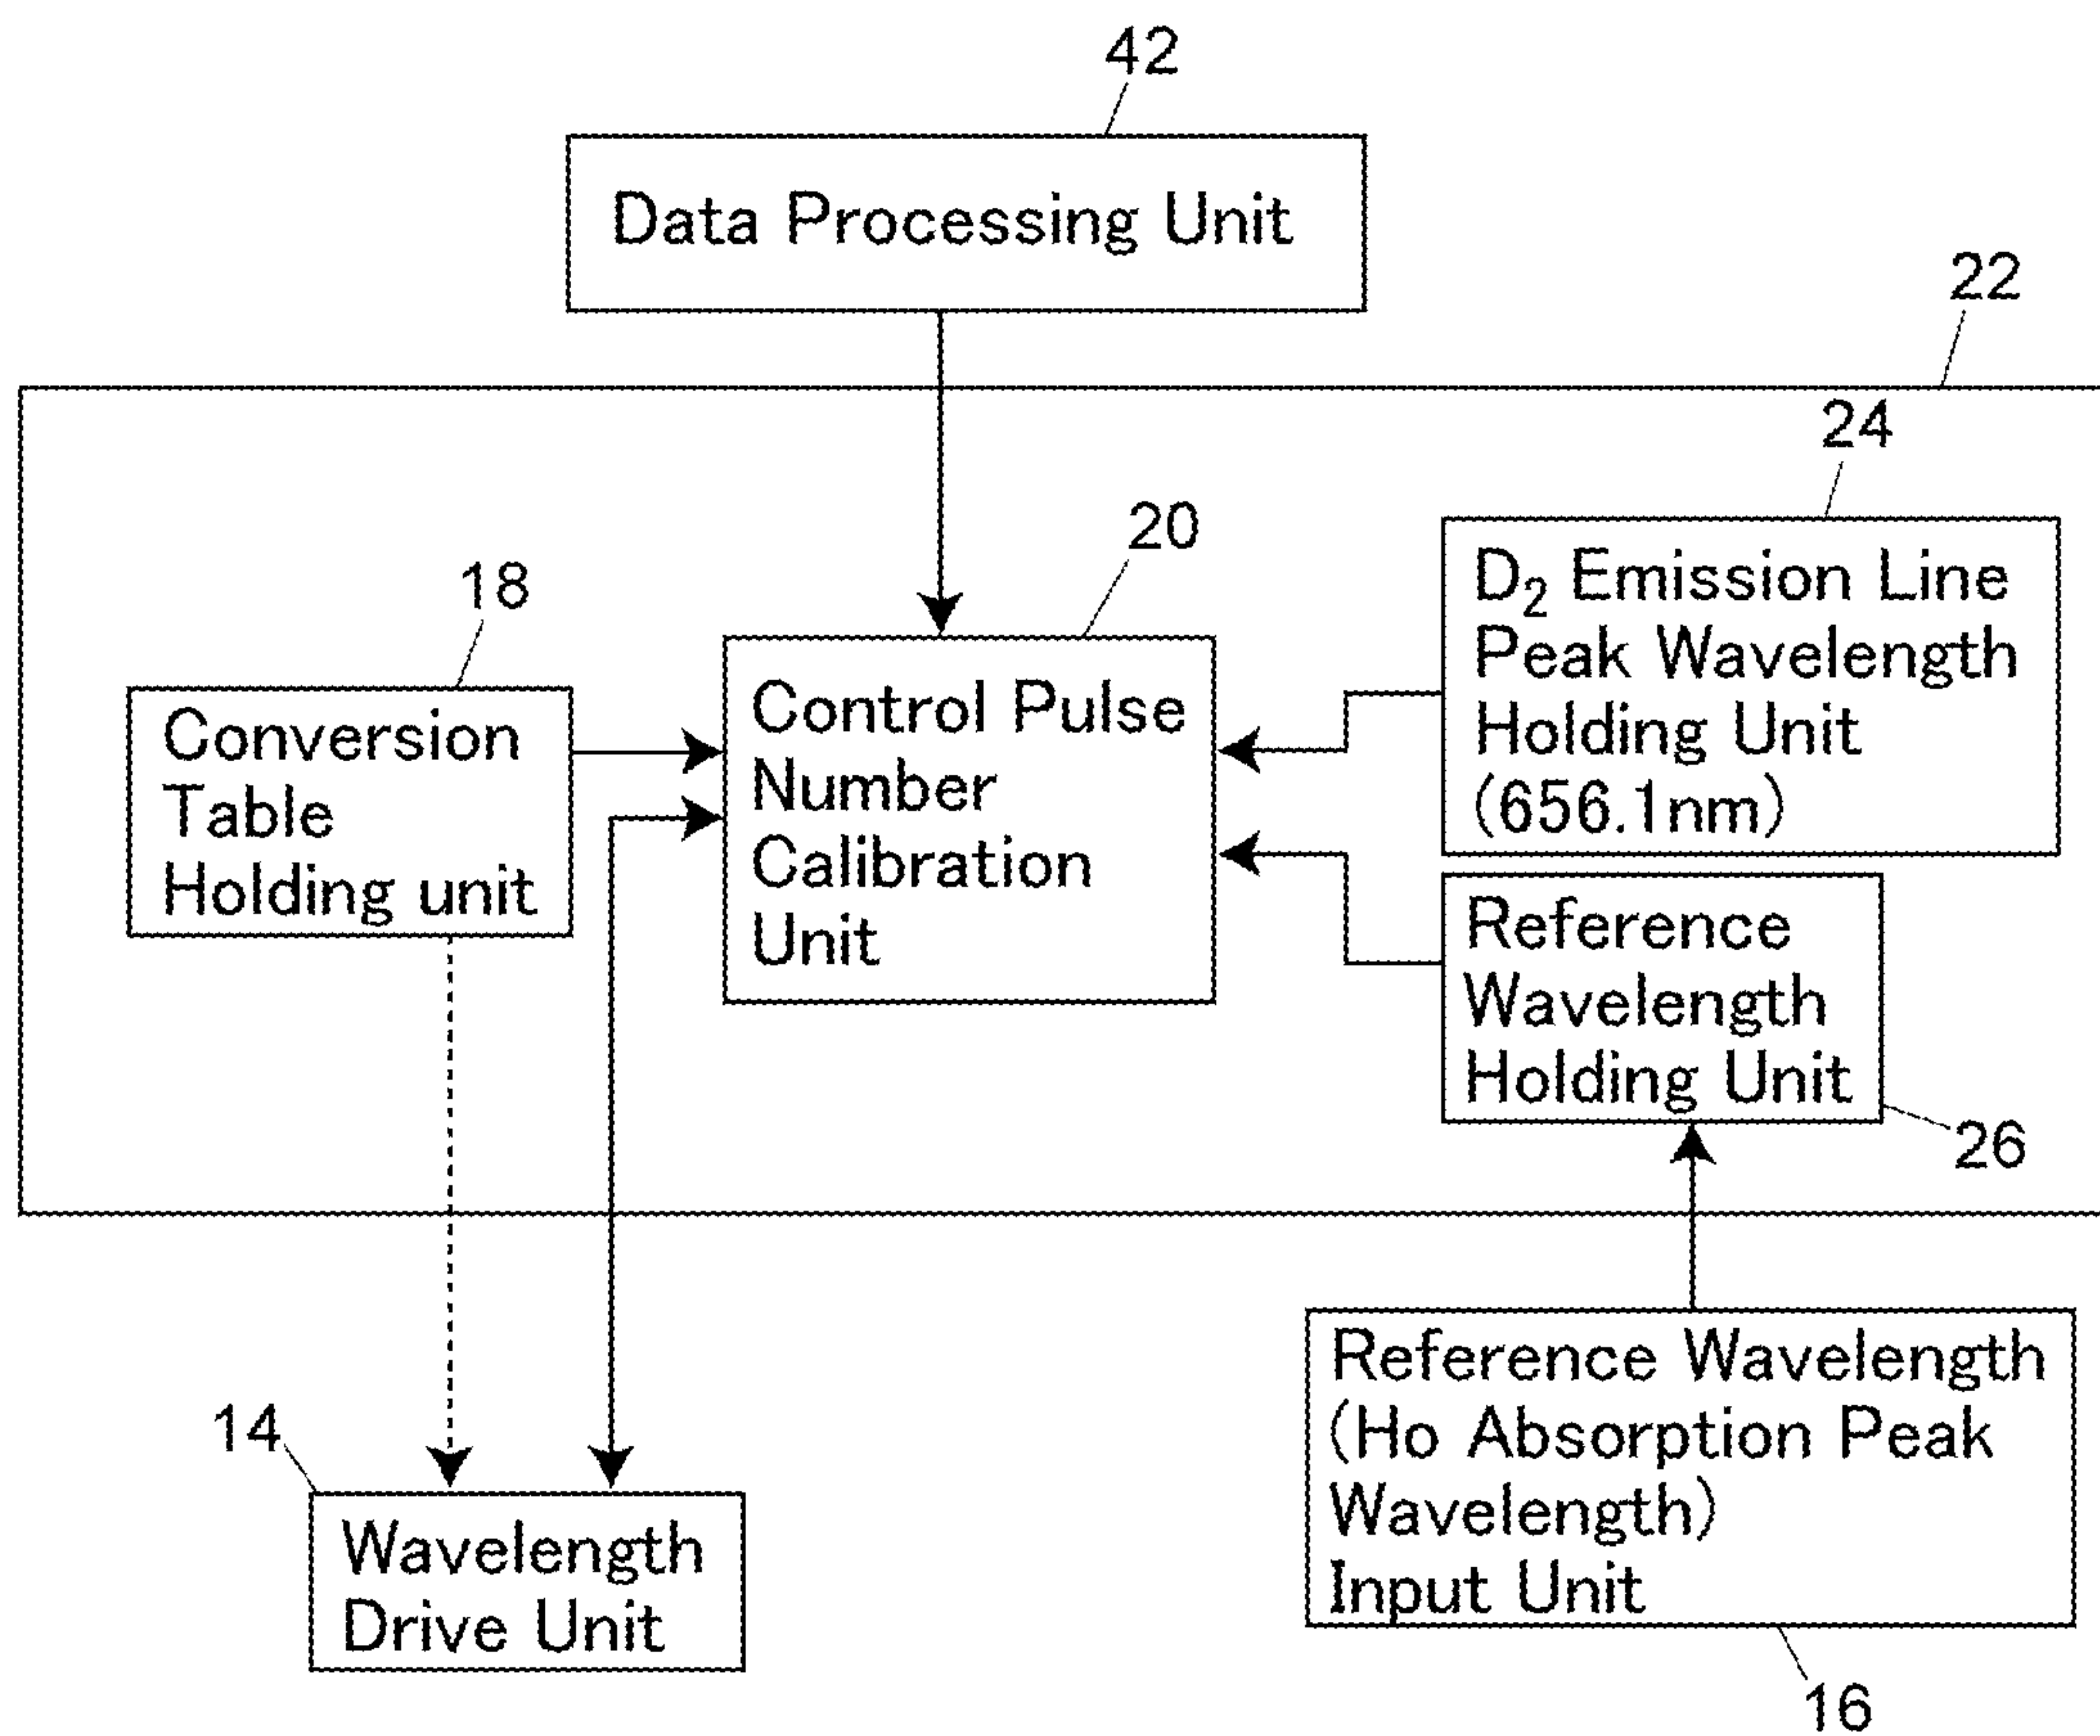 42
Data Processing Unit
22
24
20
18
D₂ Emission Line
Peak Wavelength
Holding Unit
(656.1nm)
Conversion
Table
Holding unit
Control Pulse
Number
Calibration
Unit
Reference
Wavelength
Holding Unit
26
14
Wavelength
Drive Unit
Reference Wavelength
(Ho Absorption Peak
Wavelength)
Input Unit
16